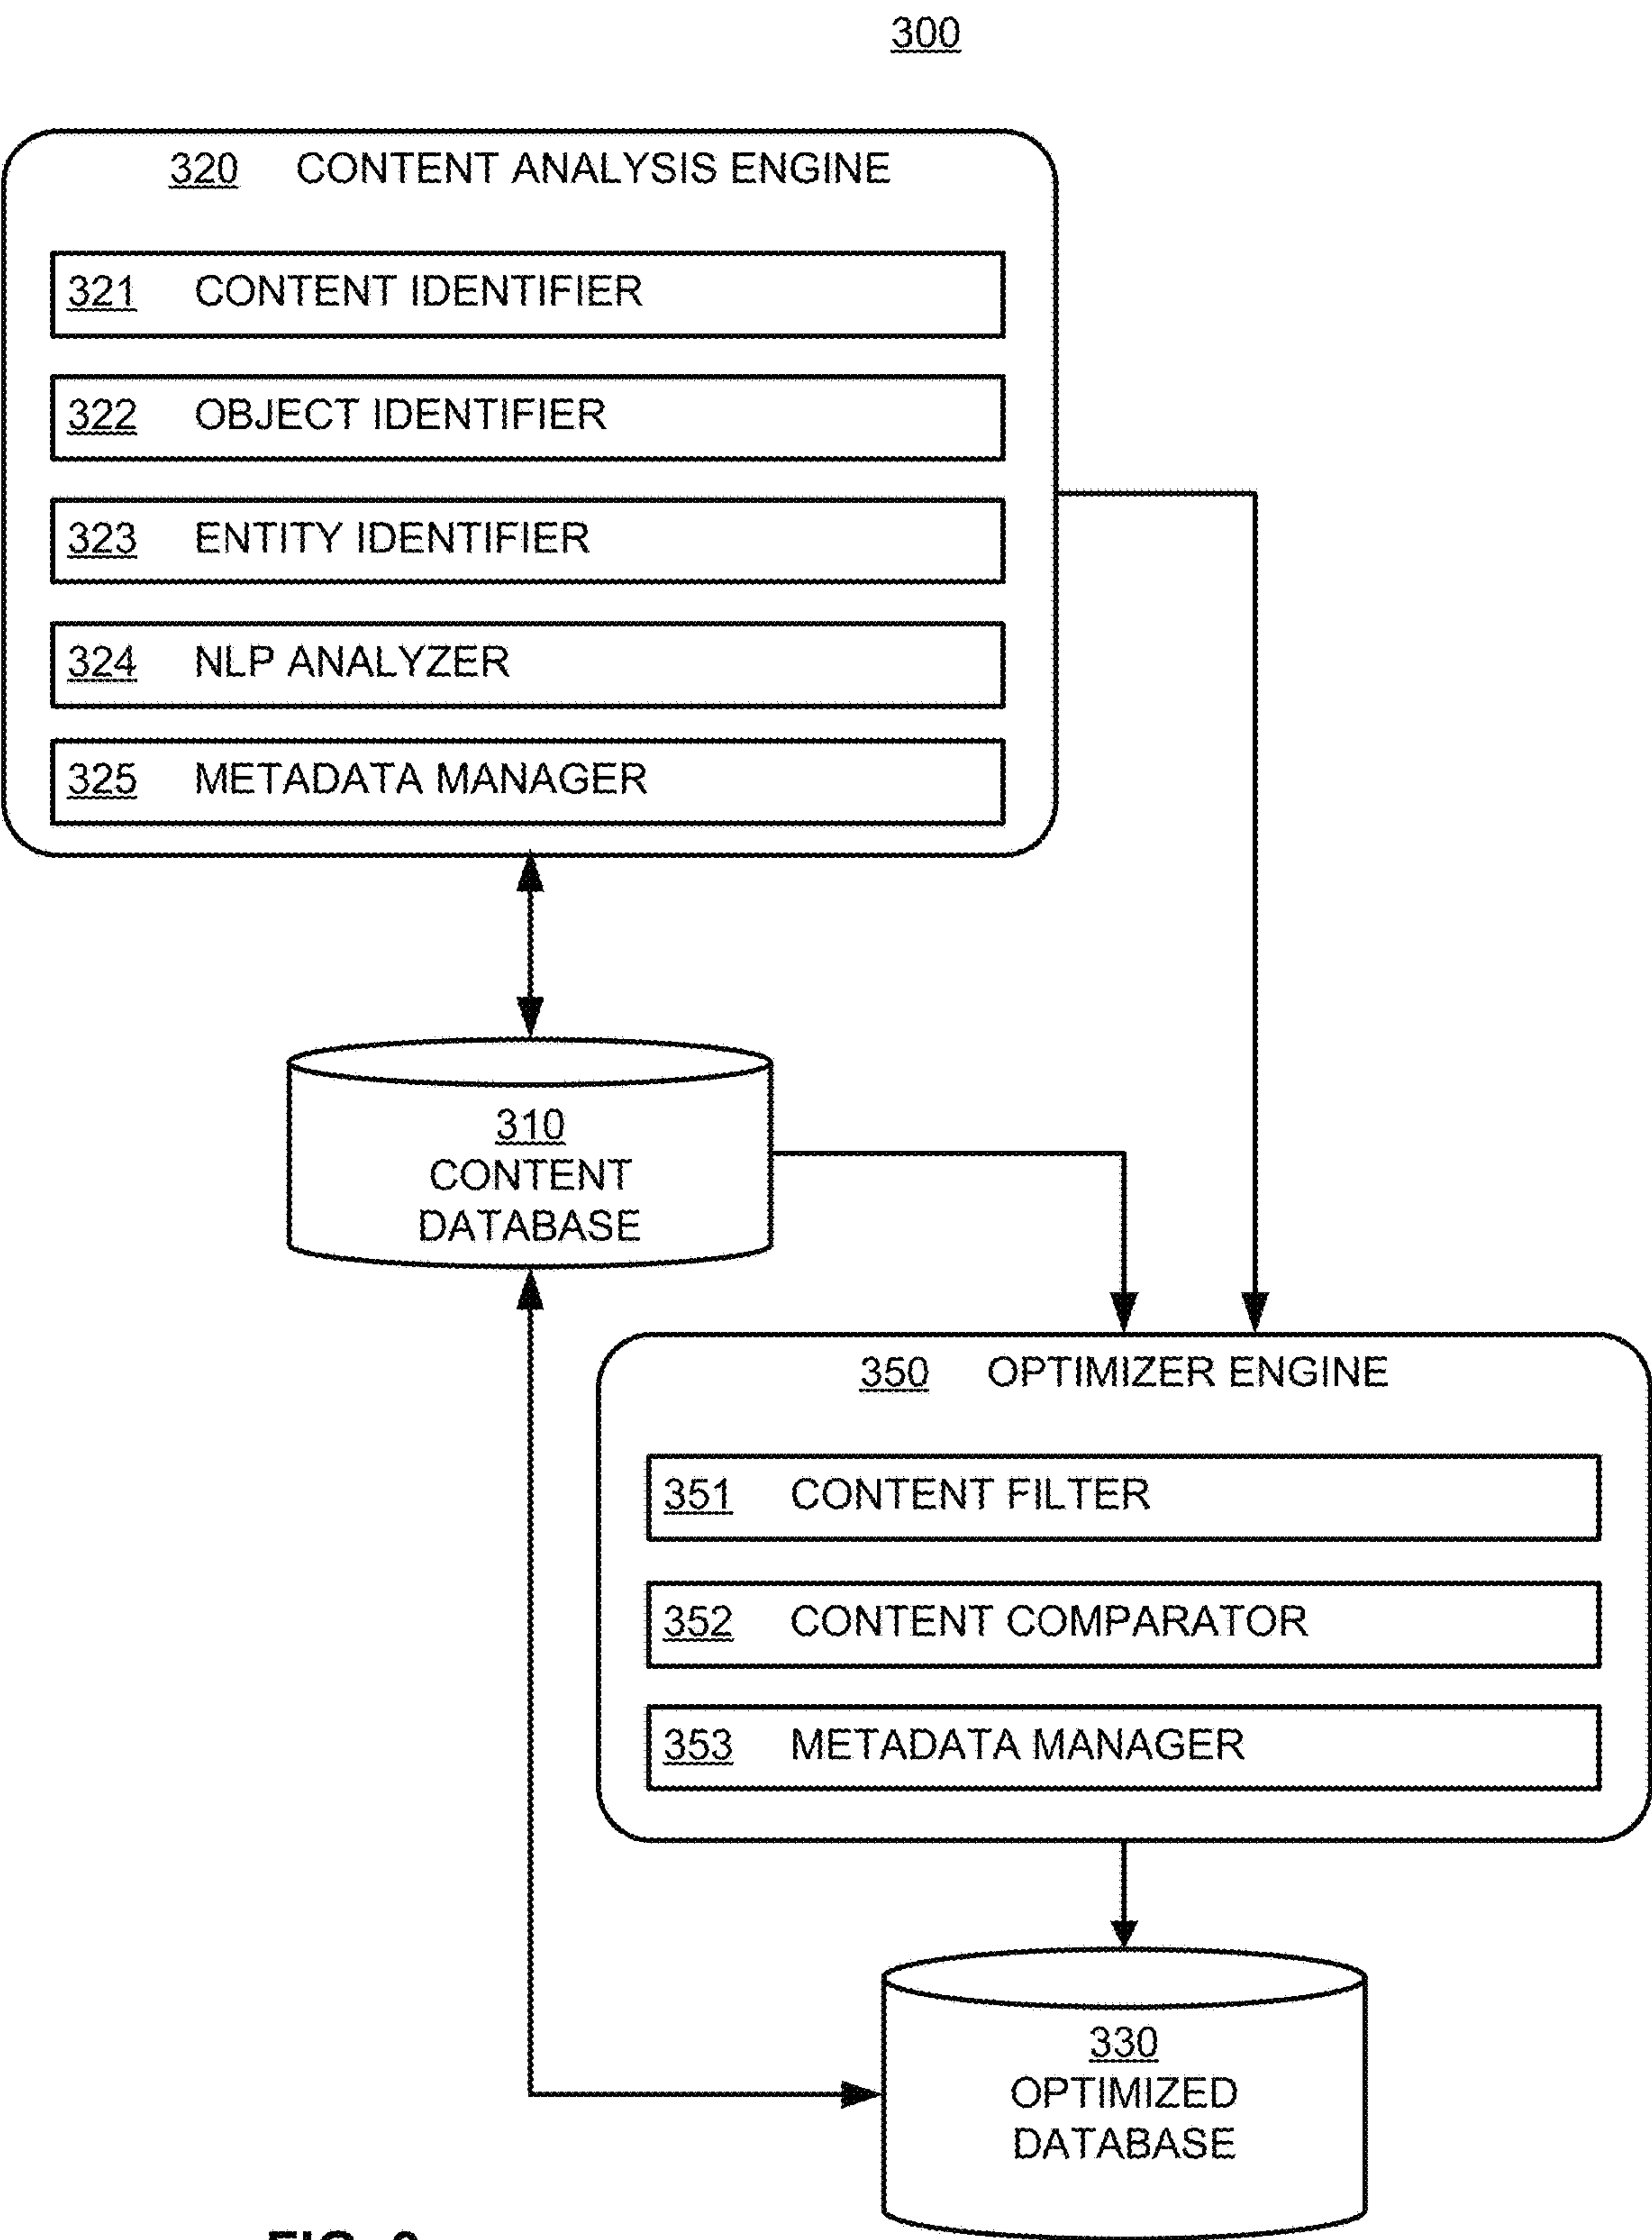 300
320 CONTENT ANALYSIS ENGINE
321 CONTENT IDENTIFIER
322 OBJECT IDENTIFIER
323 ENTITY IDENTIFIER
324 NLP ANALYZER
325 METADATA MANAGER
310
CONTENT
DATABASE
350 OPTIMIZER ENGINE
351 CONTENT FILTER
352 CONTENT COMPARATOR
353 METADATA MANAGER
330
OPTIMIZED
DATABASE
FIG.